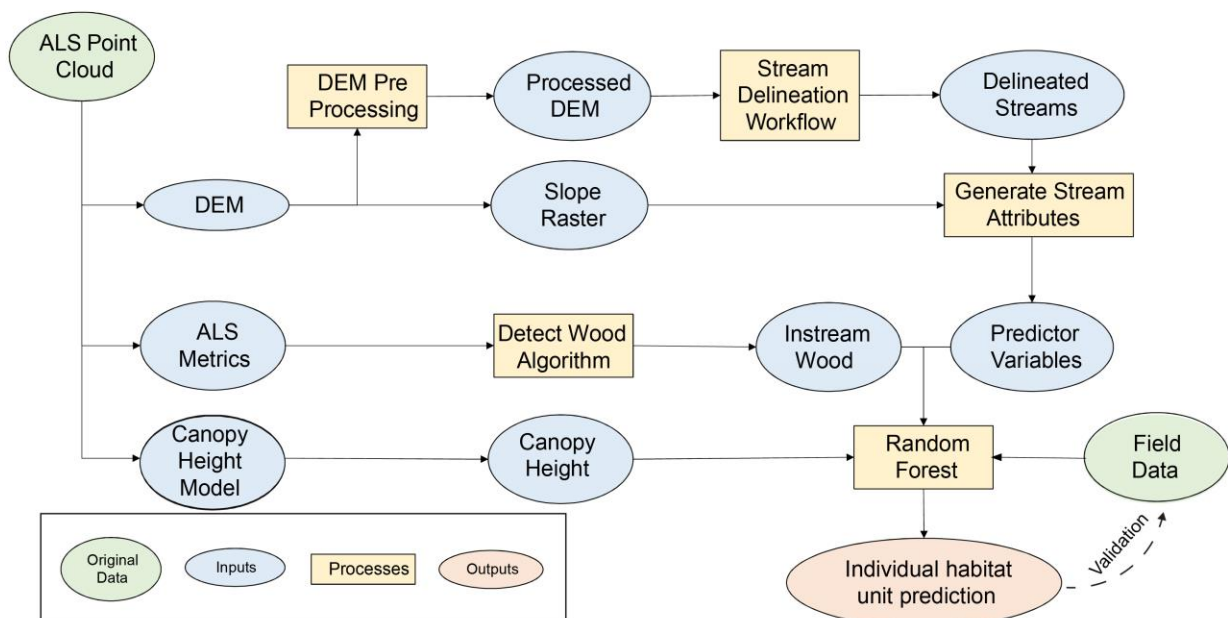 ALS Point
Cloud
DEM Pre
Processing
Processed
DEM
Stream
Delineation
Workflow
Delineated
Streams
DEM
Slope
Raster
Generate Stream
Attributes
ALS
Metrics
Detect Wood
Algorithm
Instream
Wood
Predictor
Variables
Canopy
Height
Model
Canopy
Height
Random
Forest
Field
Data
Individual habitat
unit prediction
Validation
Original
Data
Inputs
Processes
Outputs